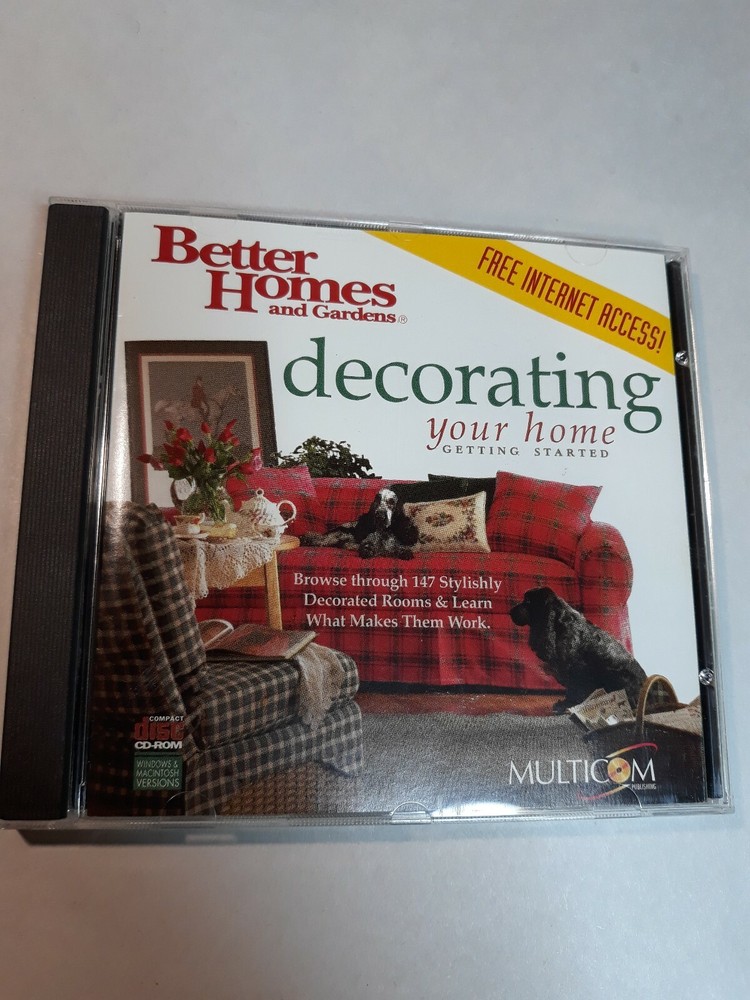 Better
Homes
and Gardens®
FREE INTERNET ACCESS!
decorating
your home
GETTING STARTED
Browse through 147 Stylishly
Decorated Rooms & Learn
What Makes Them Work.
COMPACT
disc
CD-ROM
WINDOWS &
MACINTOSH
VERSIONS
MULTICOM
PUBLISHING